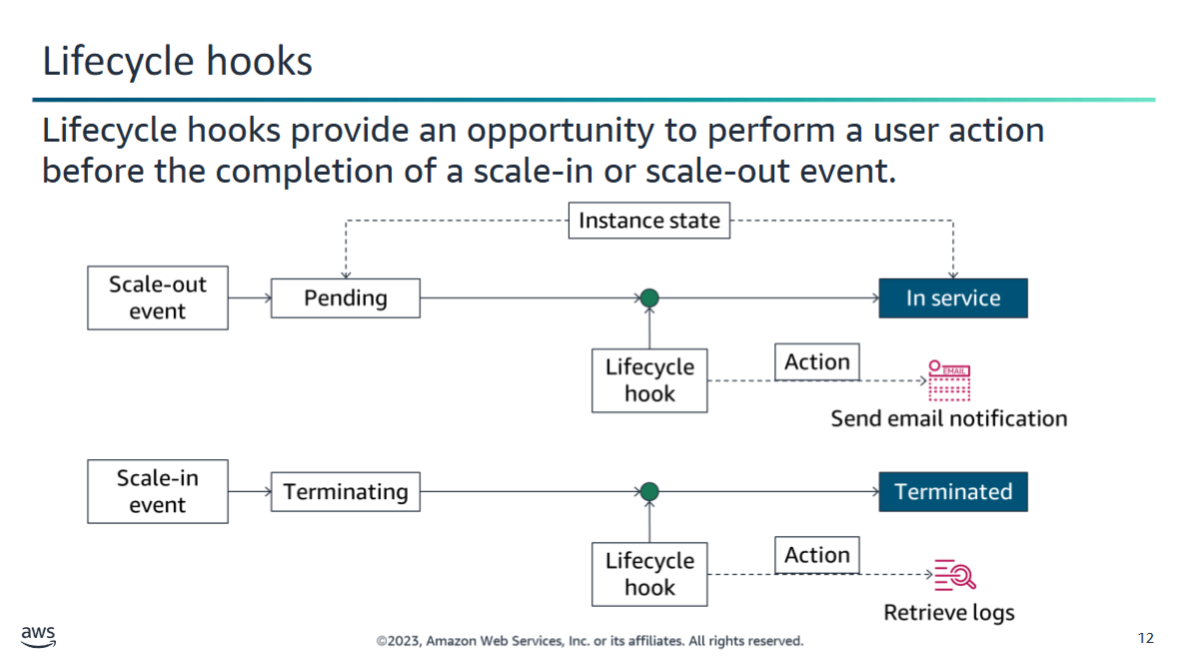 Lifecycle hooks
Lifecycle hooks provide an opportunity to perform a user action
before the completion of a scale-in or scale-out event.
Instance state
Scale-out
event
Pending
In service
Lifecycle
hook
Action
EMAIL
Send email notification
Scale-in
event
Terminating
Terminated
Lifecycle
hook
Action
Retrieve logs
aws
©2023, Amazon Web Services, Inc. or its affiliates. All rights reserved.
12